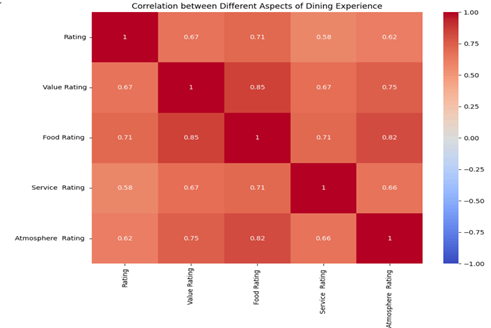 Correlation between Different Aspects of Dining Experience
Rating 1 0.67 0.71 0.58 0.62
Value Rating 0.67 1 0.85 0.67 0.75
Food Rating 0.71 0.85 1 0.71 0.82
Service Rating 0.58 0.67 0.71 1 0.66
Atmosphere Rating 0.62 0.75 0.82 0.66 1
Rating
Value Rating
Food Rating
Service Rating
Atmosphere Rating
1.00
0.75
0.50
0.25
0.00
−0.25
−0.50
−0.75
−1.00